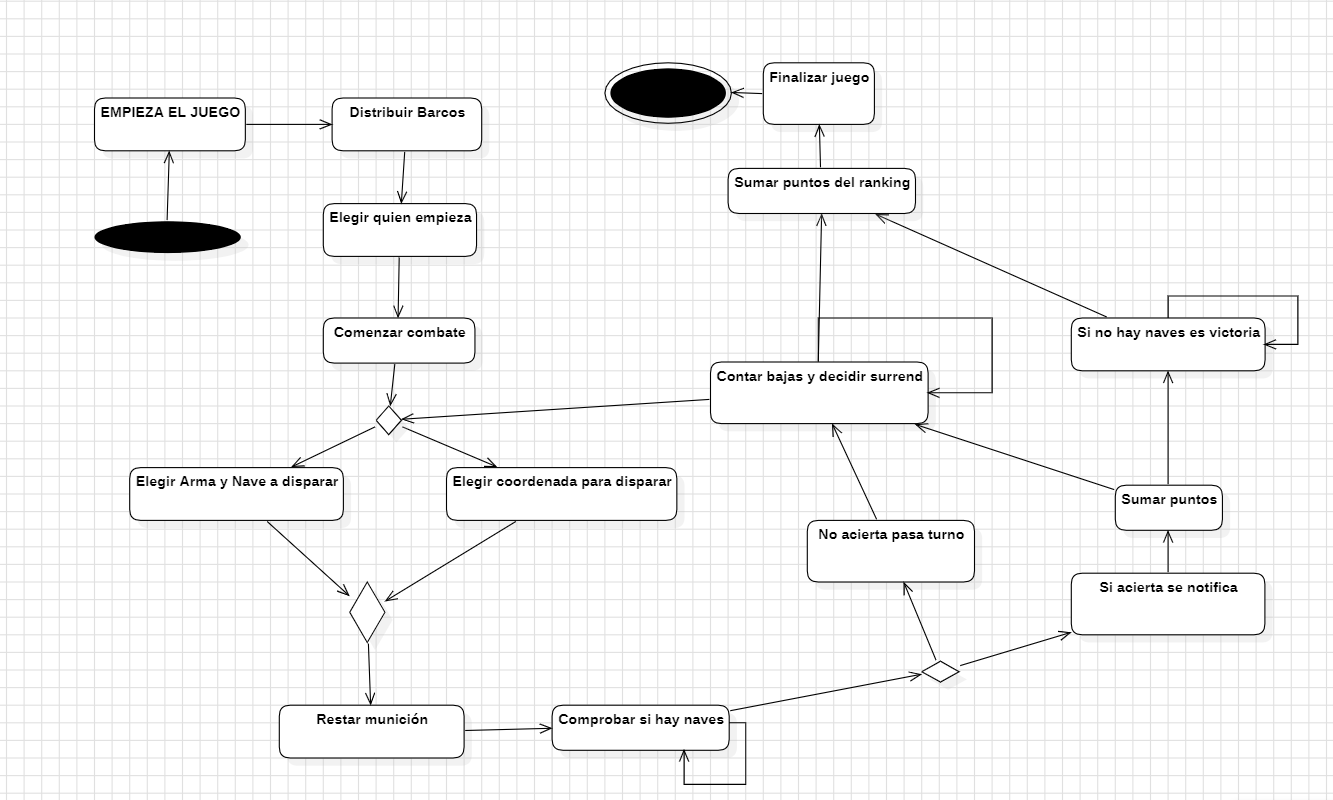 EMPIEZA EL JUEGO
Distribuir Barcos
Elegir quien empieza
Comenzar combate
Elegir Arma y Nave a disparar
Elegir coordenada para disparar
Restar munición
Comprobar si hay naves
No acierta pasa turno
Si acierta se notifica
Sumar puntos
Contar bajas y decidir surrend
Si no hay naves es victoria
Sumar puntos del ranking
Finalizar juego